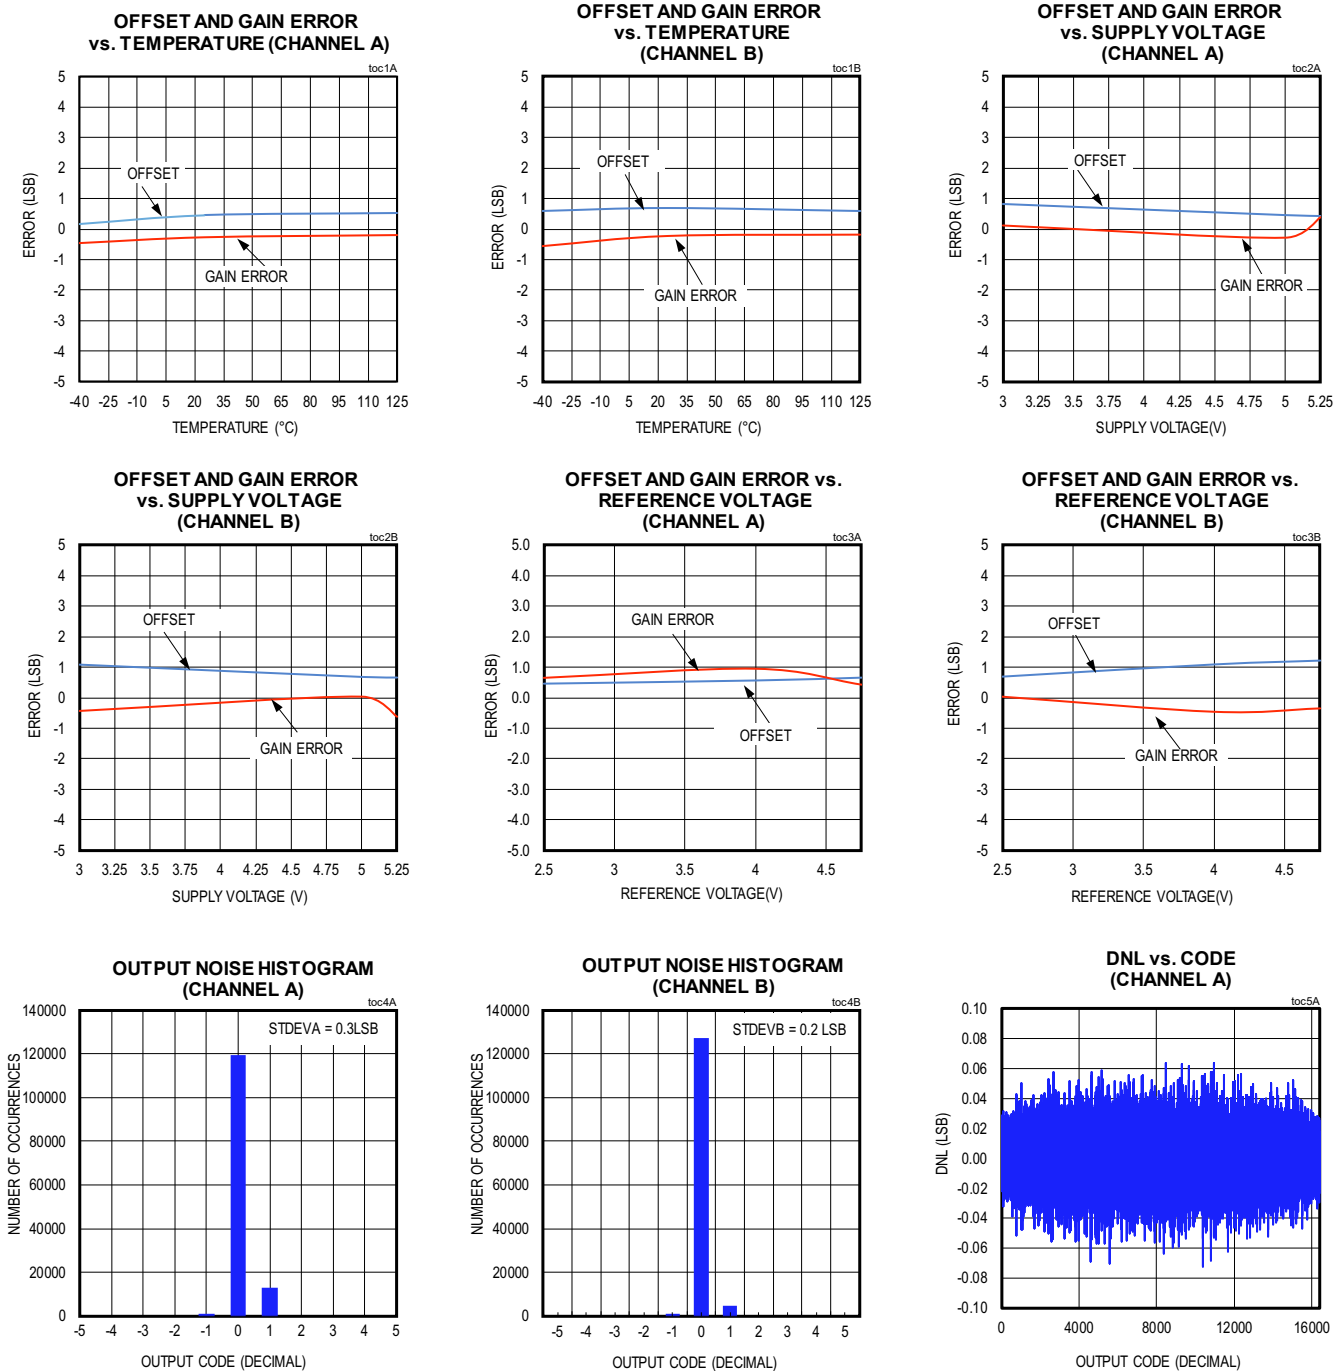 OFFSET AND GAIN ERROR
vs. TEMPERATURE (CHANNEL A)
toc1A
5
4
3
2
1
0
-1
-2
-3
-4
-5
ERROR (LSB)
OFFSET
GAIN ERROR
-40 -25 -10 5 20 35 50 65 80 95 110 125
TEMPERATURE (°C)
OFFSET AND GAIN ERROR
vs. TEMPERATURE
(CHANNEL B)
toc1B
5
4
3
2
1
0
-1
-2
-3
-4
-5
ERROR (LSB)
OFFSET
GAIN ERROR
-40 -25 -10 5 20 35 50 65 80 95 110 125
TEMPERATURE (°C)
OFFSET AND GAIN ERROR
vs. SUPPLY VOLTAGE
(CHANNEL A)
toc2A
5
4
3
2
1
0
-1
-2
-3
-4
-5
ERROR (LSB)
OFFSET
GAIN ERROR
3 3.25 3.5 3.75 4 4.25 4.5 4.75 5 5.25
SUPPLY VOLTAGE(V)
OFFSET AND GAIN ERROR
vs. SUPPLY VOLTAGE
(CHANNEL B)
toc2B
5
4
3
2
1
0
-1
-2
-3
-4
-5
ERROR (LSB)
OFFSET
GAIN ERROR
3 3.25 3.5 3.75 4 4.25 4.5 4.75 5 5.25
SUPPLY VOLTAGE (V)
OFFSET AND GAIN ERROR vs.
REFERENCE VOLTAGE
(CHANNEL A)
toc3A
5.0
4.0
3.0
2.0
1.0
0.0
-1.0
-2.0
-3.0
-4.0
-5.0
ERROR (LSB)
GAIN ERROR
OFFSET
2.5 3 3.5 4 4.5
REFERENCE VOLTAGE(V)
OFFSET AND GAIN ERROR vs.
REFERENCE VOLTAGE
(CHANNEL B)
toc3B
5
4
3
2
1
0
-1
-2
-3
-4
-5
ERROR (LSB)
OFFSET
GAIN ERROR
2.5 3 3.5 4 4.5
REFERENCE VOLTAGE(V)
OUTPUT NOISE HISTOGRAM
(CHANNEL A)
toc4A
STDEVA = 0.3LSB
140000
120000
100000
80000
60000
40000
20000
0
NUMBER OF OCCURRENCES
-5 -4 -3 -2 -1 0 1 2 3 4 5
OUTPUT CODE (DECIMAL)
OUTPUT NOISE HISTOGRAM
(CHANNEL B)
toc4B
STDEVB = 0.2 LSB
140000
120000
100000
80000
60000
40000
20000
0
NUMBER OF OCCURRENCES
-5 -4 -3 -2 -1 0 1 2 3 4 5
OUTPUT CODE (DECIMAL)
DNL vs. CODE
(CHANNEL A)
toc5A
0.10
0.08
0.06
0.04
0.02
0.00
-0.02
-0.04
-0.06
-0.08
-0.10
DNL (LSB)
0 4000 8000 12000 16000
OUTPUT CODE (DECIMAL)